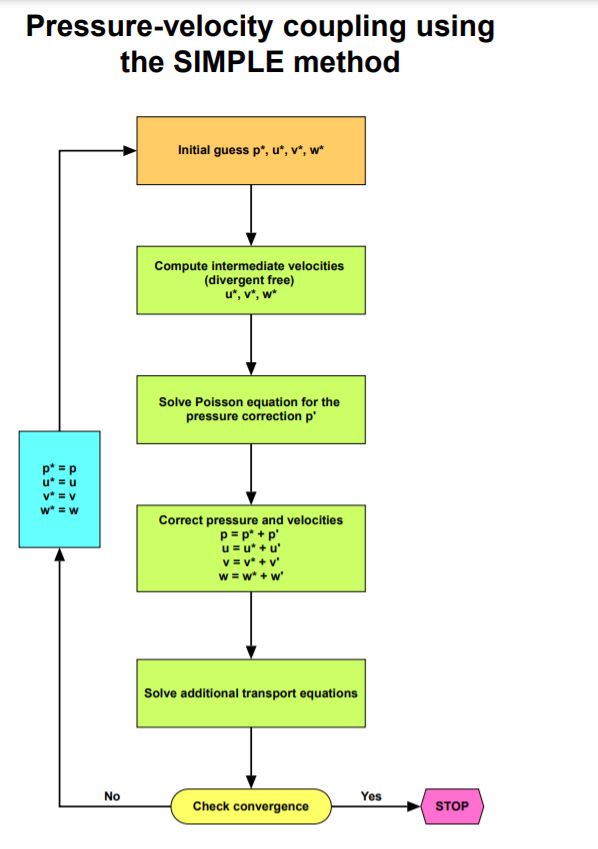 Pressure-velocity coupling using
the SIMPLE method
Initial guess p*, u*, v*, w*
Compute intermediate velocities
(divergent free)
u*, v*, w*
Solve Poisson equation for the
pressure correction p'
p* = p
u* = u
v* = v
w* = w
Correct pressure and velocities
p = p* + p'
u = u* + u'
v = v* + v'
w = w* + w'
Solve additional transport equations
No
Check convergence
Yes
STOP